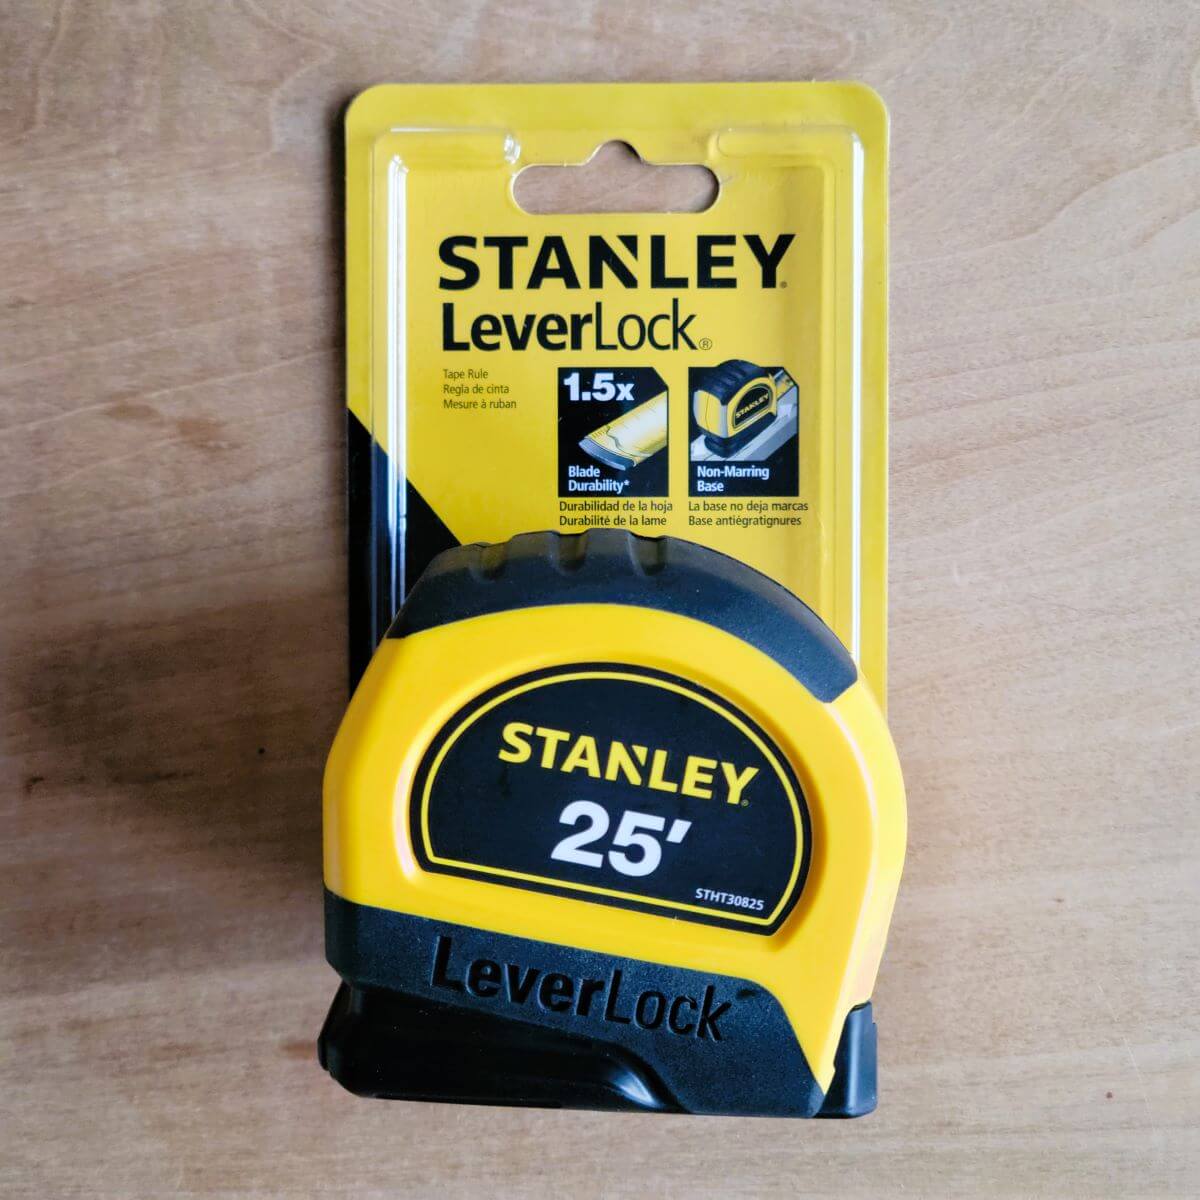 STANLEY®
LeverLock®
Tape Rule
Regla de cinta
Mesure à ruban
1.5x
Blade
Durability*
Durabilidad de la hoja
Durabilité de la lame
STANLEY
Non-Marring
Base
La base no deja marcas
Base antiégratignures
STANLEY®
25'
STHT30825
LeverLock